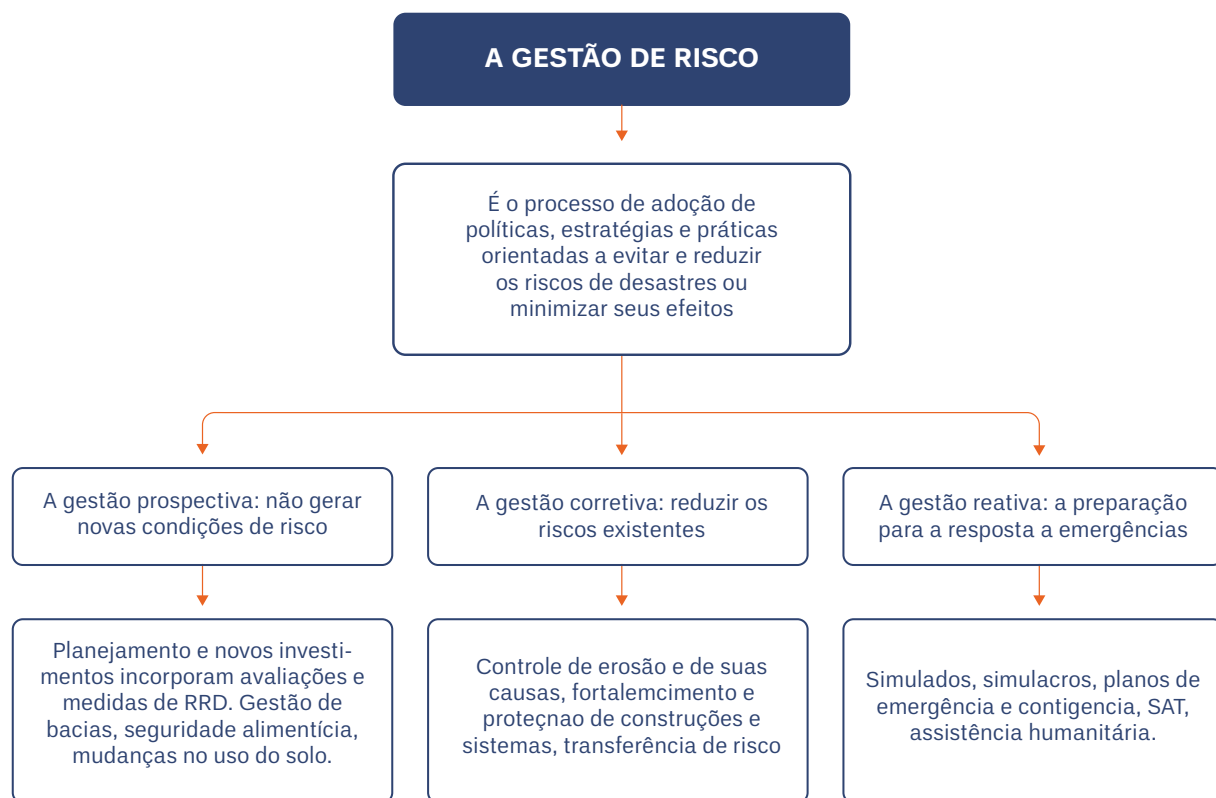 A GESTÃO DE RISCO
É o processo de adoção de
políticas, estratégias e práticas
orientadas a evitar e reduzir
os riscos de desastres ou
minimizar seus efeitos
A gestão prospectiva: não gerar
novas condições de risco
A gestão corretiva: reduzir os
riscos existentes
A gestão reativa: a preparação
para a resposta a emergências
Planejamento e novos investi-
mentos incorporam avaliações e
medidas de RRD. Gestão de
bacias, seguridade alimentícia,
mudanças no uso do solo.
Controle de erosão e de suas
causas, fortalemcimento e
proteçnao de construções e
sistemas, transferência de risco
Simulados, simulacros, planos de
emergência e contigencia, SAT,
assistência humanitária.